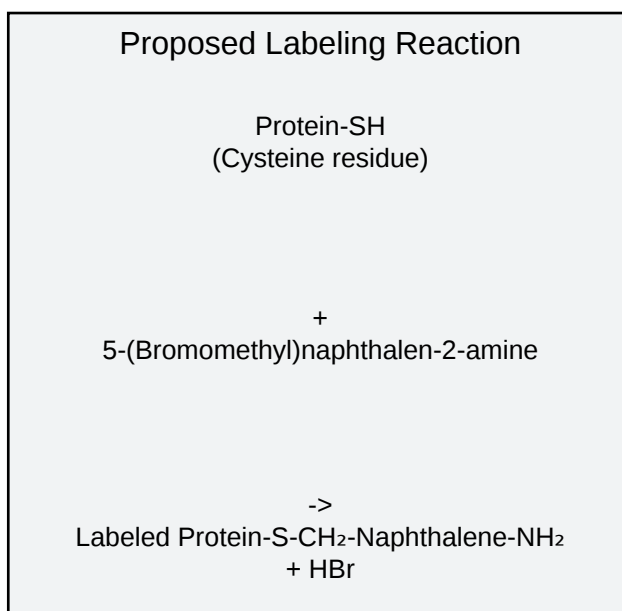 Proposed Labeling Reaction
Protein-SH
(Cysteine residue)
+
5-(Bromomethyl)naphthalen-2-amine
->
Labeled Protein-S-CH₂-Naphthalene-NH₂
+ HBr